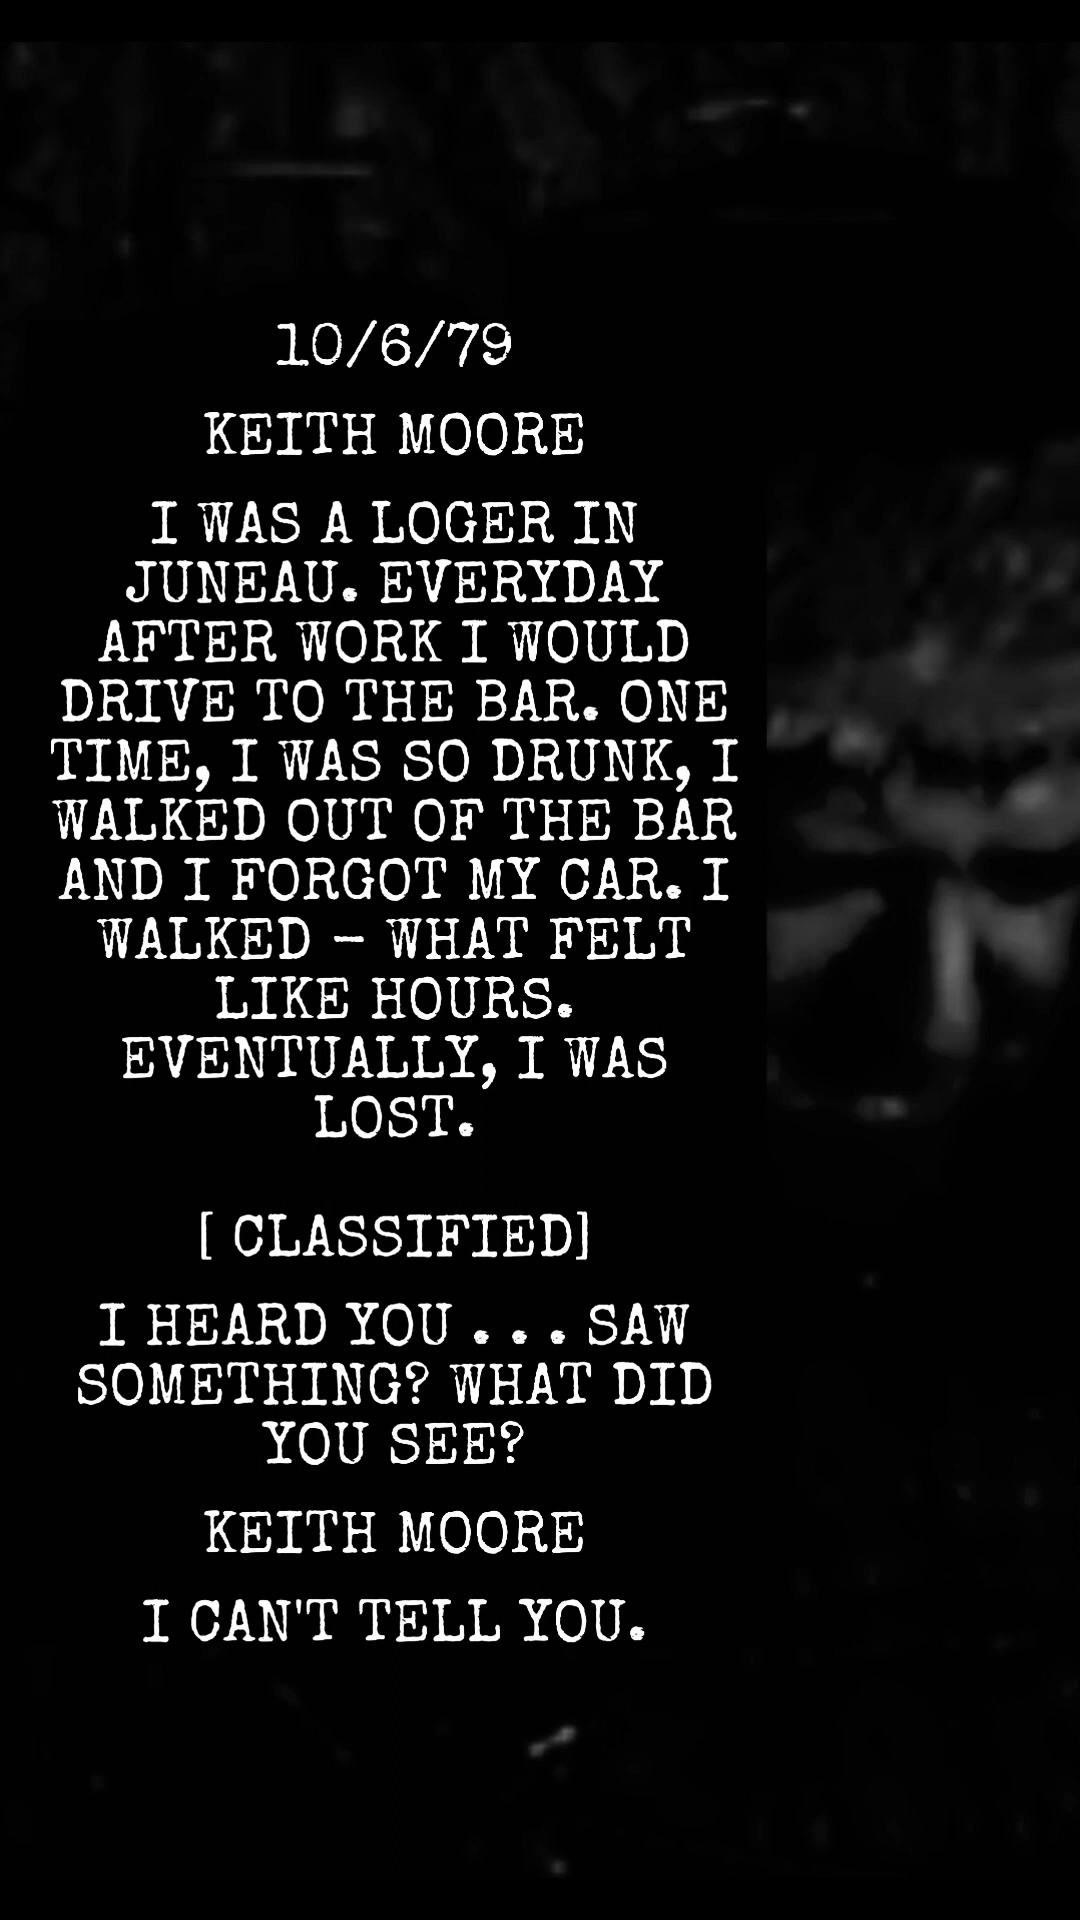 10/6/79
KEITH MOORE
I WAS A LOGER IN
JUNEAU. EVERYDAY
AFTER WORK I WOULD
DRIVE TO THE BAR. ONE
TIME, I WAS SO DRUNK, I
WALKED OUT OF THE BAR
AND I FORGOT MY CAR. I
WALKED - WHAT FELT
LIKE HOURS.
EVENTUALLY, I WAS
LOST.
[ CLASSIFIED]
I HEARD YOU . . . SAW
SOMETHING? WHAT DID
YOU SEE?
KEITH MOORE
I CAN'T TELL YOU.